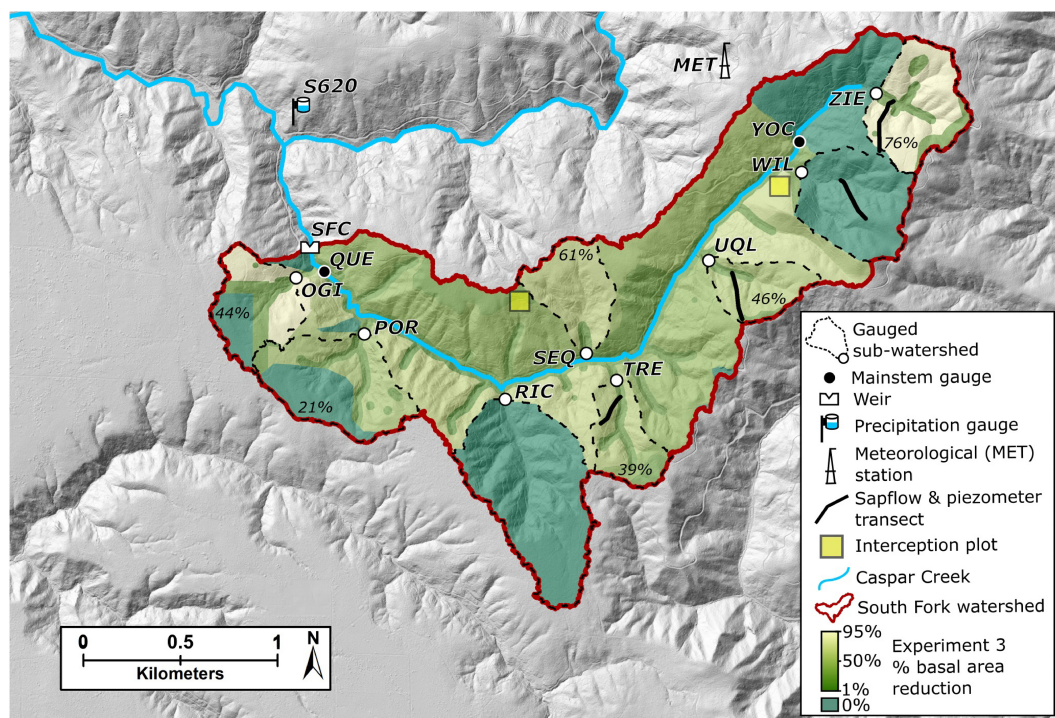 MET
S620
ZIE
76%
YOC
WIL
SFC
61%
QUE
UQL
OGI
46%
44%
POR
SEQ
TRE
RIC
21%
39%
Gauged
sub-watershed
Mainstem gauge
Weir
Precipitation gauge
Meteorological (MET)
station
Sapflow & piezometer
transect
Interception plot
Caspar Creek
South Fork watershed
95%
50%
1%
0%
Experiment 3
% basal area
reduction
0 0.5 1
Kilometers
N